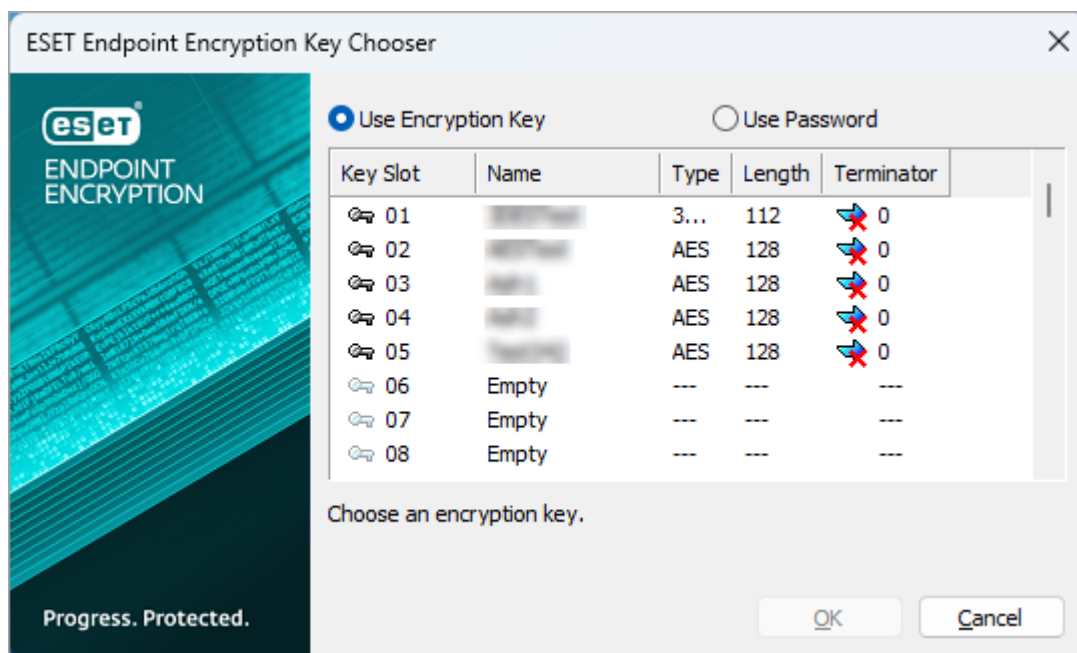 ESET Endpoint Encryption Key Chooser
eset®
ENDPOINT
ENCRYPTION
Use Encryption Key Use Password
Key Slot Name Type Length Terminator
01 3... 112 0
02 AES 128 0
03 AES 128 0
04 AES 128 0
05 AES 128 0
06 Empty --- --- ---
07 Empty --- --- ---
08 Empty --- --- ---
Choose an encryption key.
Progress. Protected.
OK Cancel